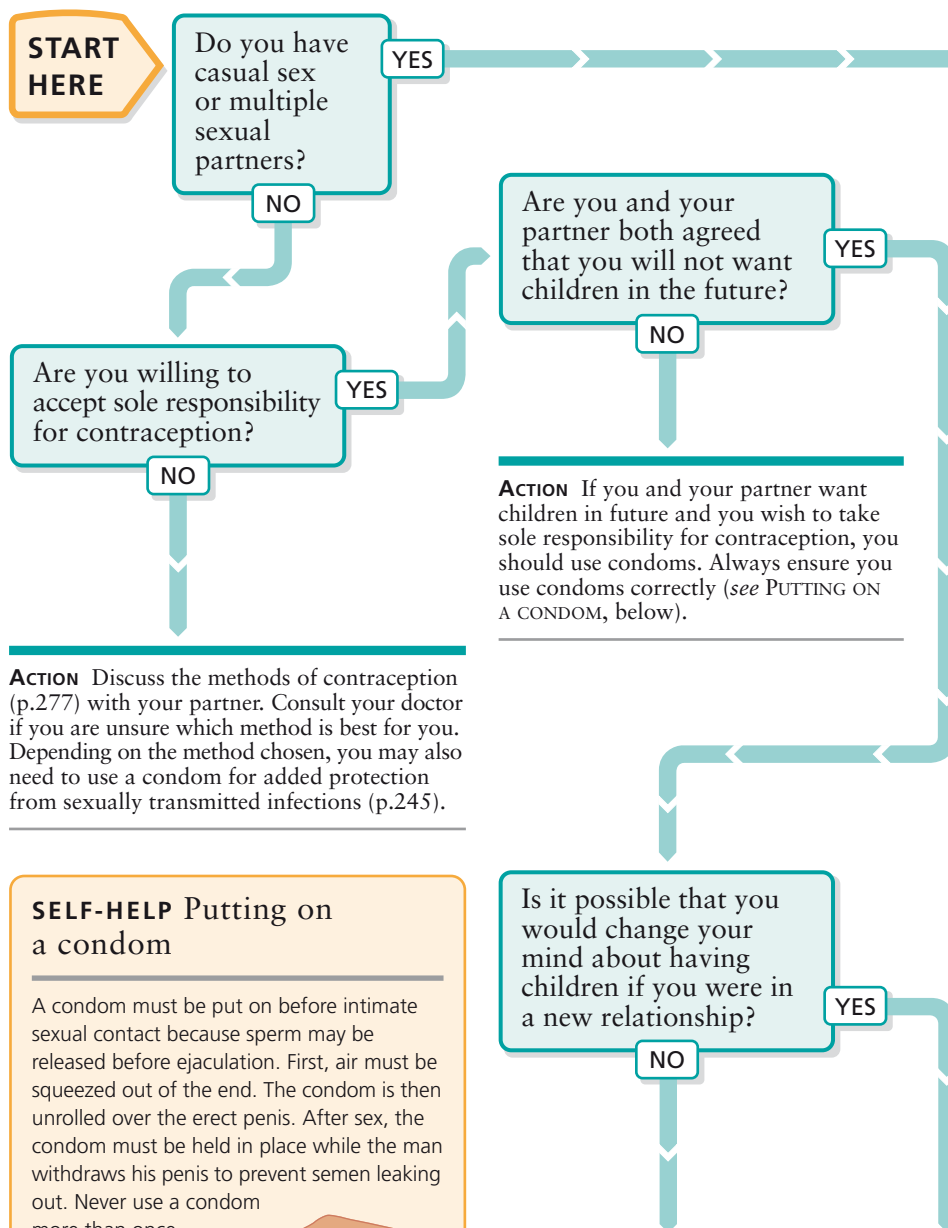 START
HERE
Do you have
casual sex
or multiple
sexual
partners?
YES
NO
Are you willing to
accept sole responsibility
for contraception?
YES
NO
ACTION Discuss the methods of contraception
(p.277) with your partner. Consult your doctor
if you are unsure which method is best for you.
Depending on the method chosen, you may also
need to use a condom for added protection
from sexually transmitted infections (p.245).
Are you and your
partner both agreed
that you will not want
children in the future?
YES
NO
ACTION If you and your partner want
children in future and you wish to take
sole responsibility for contraception, you
should use condoms. Always ensure you
use condoms correctly (see PUTTING ON
A CONDOM, below).
Is it possible that you
would change your
mind about having
children if you were in
a new relationship?
YES
NO
SELF-HELP Putting on
a condom
A condom must be put on before intimate
sexual contact because sperm may be
released before ejaculation. First, air must be
squeezed out of the end. The condom is then
unrolled over the erect penis. After sex, the
condom must be held in place while the man
withdraws his penis to prevent semen leaking
out. Never use a condom
more than once